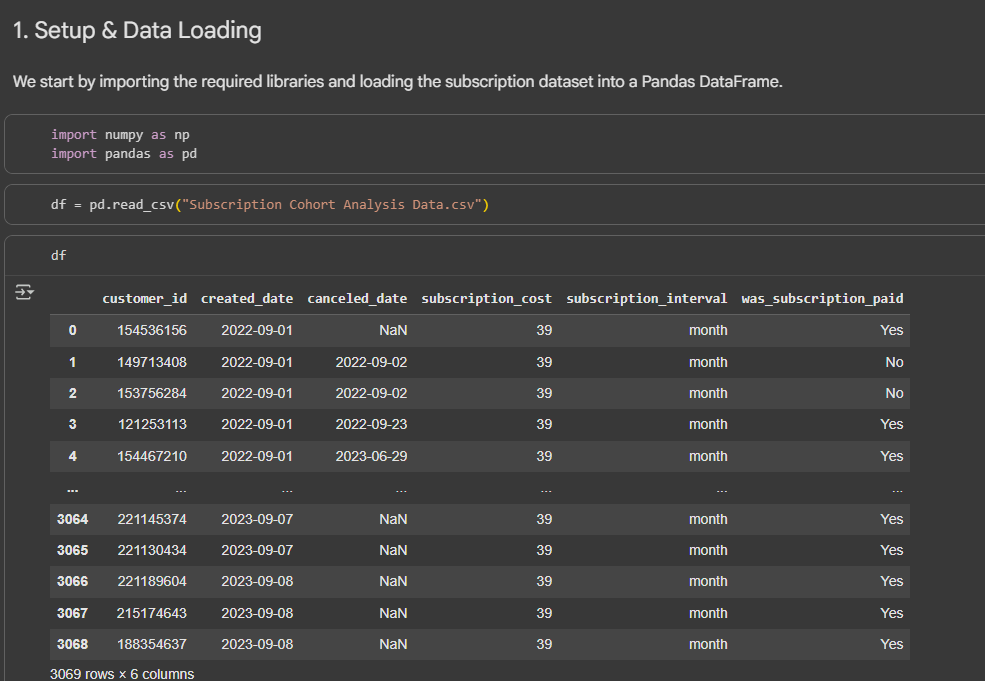 1. Setup & Data Loading
We start by importing the required libraries and loading the subscription dataset into a Pandas DataFrame.
import numpy as np
import pandas as pd
df = pd.read_csv("Subscription Cohort Analysis Data.csv")
df
customer_id created_date canceled_date subscription_cost subscription_interval was_subscription_paid
0 154536156 2022-09-01 NaN 39 month Yes
1 149713408 2022-09-01 2022-09-02 39 month No
2 153756284 2022-09-01 2022-09-02 39 month No
3 121253113 2022-09-01 2022-09-23 39 month Yes
4 154467210 2022-09-01 2023-06-29 39 month Yes
... ... ... ... ... ... ...
3064 221145374 2023-09-07 NaN 39 month Yes
3065 221130434 2023-09-07 NaN 39 month Yes
3066 221189604 2023-09-08 NaN 39 month Yes
3067 215174643 2023-09-08 NaN 39 month Yes
3068 188354637 2023-09-08 NaN 39 month Yes
3069 rows × 6 columns